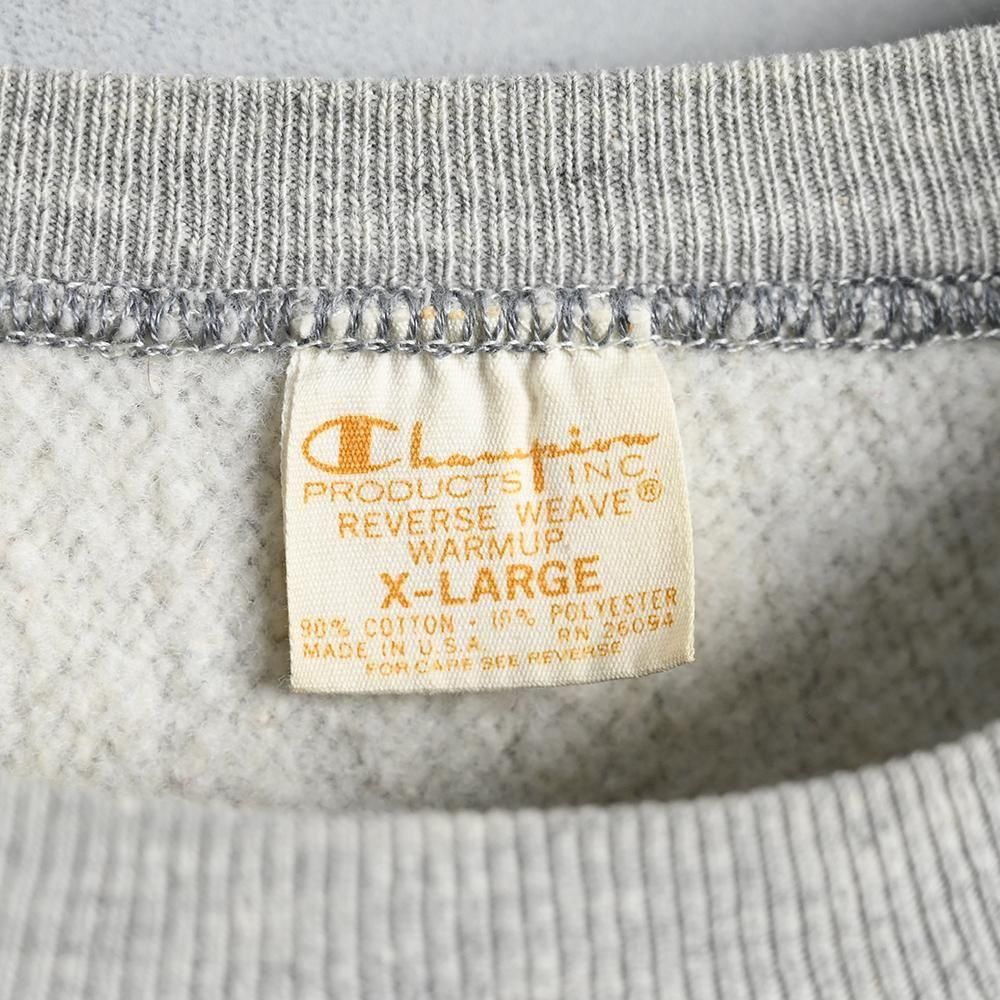 Champion
PRODUCTS INC.
REVERSE WEAVE®
WARMUP
X-LARGE
90% COTTON - 10% POLYESTER
MADE IN U.S.A. RN 26094
FOR CARE SEE REVERSE